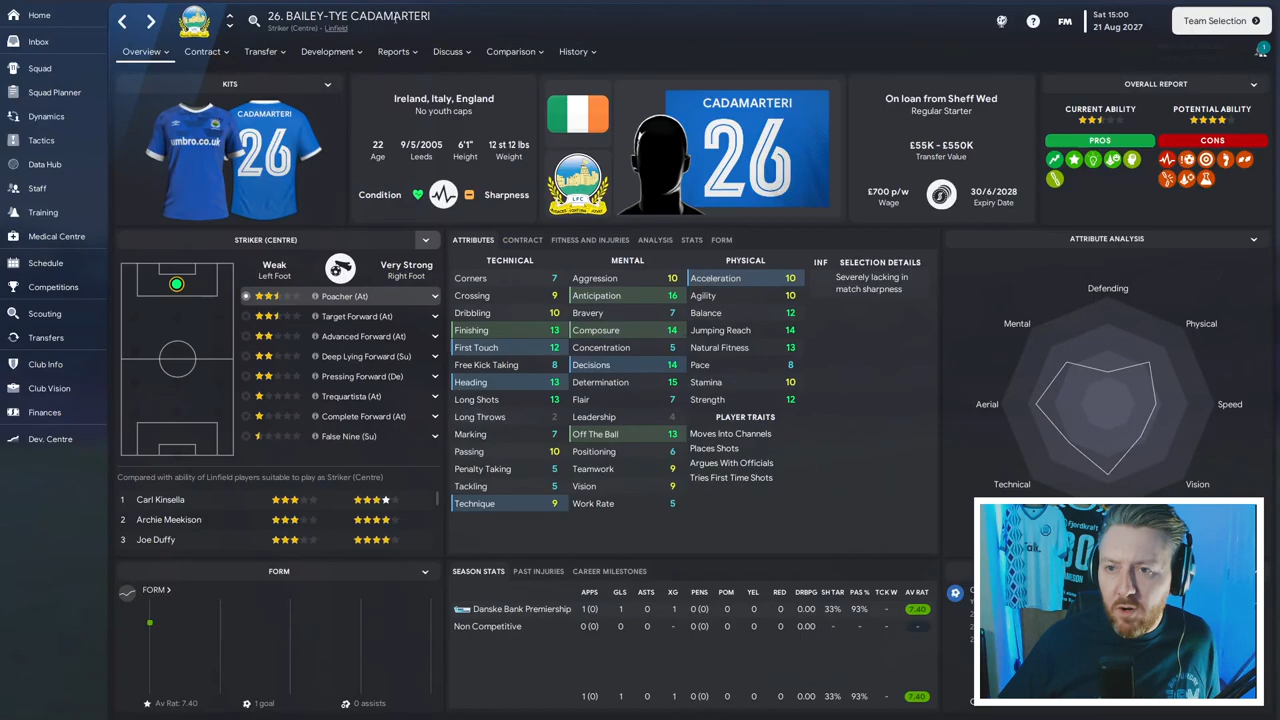 26. BAILEY-TYE CADAMARTERI
Striker (Centre) - Linfield
FM
Sat 15:00
21 Aug 2027
Team Selection
1
Home
Inbox
Squad
Squad Planner
Dynamics
Tactics
Data Hub
Staff
Training
Medical Centre
Schedule
Competitions
Scouting
Transfers
Club Info
Club Vision
Finances
Dev. Centre
Overview
Contract
Transfer
Development
Reports
Discuss
Comparison
History
KITS
umbro.co.uk
CADAMARTERI
26
Ireland, Italy, England
No youth caps
22 Age
9/5/2005 Leeds
6'1" Height
12 st 12 lbs Weight
Condition
Sharpness
LFC
CADAMARTERI
26
On loan from Sheff Wed
Regular Starter
£55K - £550K
Transfer Value
£700 p/w
Wage
30/6/2028
Expiry Date
OVERALL REPORT
CURRENT ABILITY
POTENTIAL ABILITY
PROS
CONS
STRIKER (CENTRE)
Weak
Left Foot
Very Strong
Right Foot
Poacher (At)
Target Forward (At)
Advanced Forward (At)
Deep Lying Forward (Su)
Pressing Forward (De)
Trequartista (At)
Complete Forward (At)
False Nine (Su)
Compared with ability of Linfield players suitable to play as Striker (Centre)
1 Carl Kinsella
2 Archie Meekison
3 Joe Duffy
ATTRIBUTES
CONTRACT
FITNESS AND INJURIES
ANALYSIS
STATS
FORM
TECHNICAL
Corners 7
Crossing 9
Dribbling 10
Finishing 13
First Touch 12
Free Kick Taking 8
Heading 13
Long Shots 13
Long Throws 2
Marking 7
Passing 10
Penalty Taking 5
Tackling 5
Technique 9
MENTAL
Aggression 10
Anticipation 16
Bravery 7
Composure 14
Concentration 5
Decisions 14
Determination 15
Flair 7
Leadership 4
Off The Ball 13
Positioning 6
Teamwork 9
Vision 9
Work Rate 5
PHYSICAL
Acceleration 10
Agility 10
Balance 12
Jumping Reach 14
Natural Fitness 13
Pace 8
Stamina 10
Strength 12
PLAYER TRAITS
Moves Into Channels
Places Shots
Argues With Officials
Tries First Time Shots
INF
SELECTION DETAILS
Severely lacking in
match sharpness
ATTRIBUTE ANALYSIS
Defending
Physical
Speed
Vision
Technical
Aerial
Mental
FORM
FORM
Av Rat: 7.40
1 goal
0 assists
SEASON STATS
PAST INJURIES
CAREER MILESTONES
APPS GLS ASTS XG PENS POM YEL RED DRBPG SH TAR PAS % TCK W AV RAT
Danske Bank Premiership 1 (0) 1 0 1 0 (0) 0 0 0 0.00 33% 93% - 7.40
Non Competitive 0 (0) 0 0 - 0 (0) 0 0 0 0.00 - - - -
1 (0) 1 0 1 0 (0) 0 0 0 0.00 33% 93% - 7.40